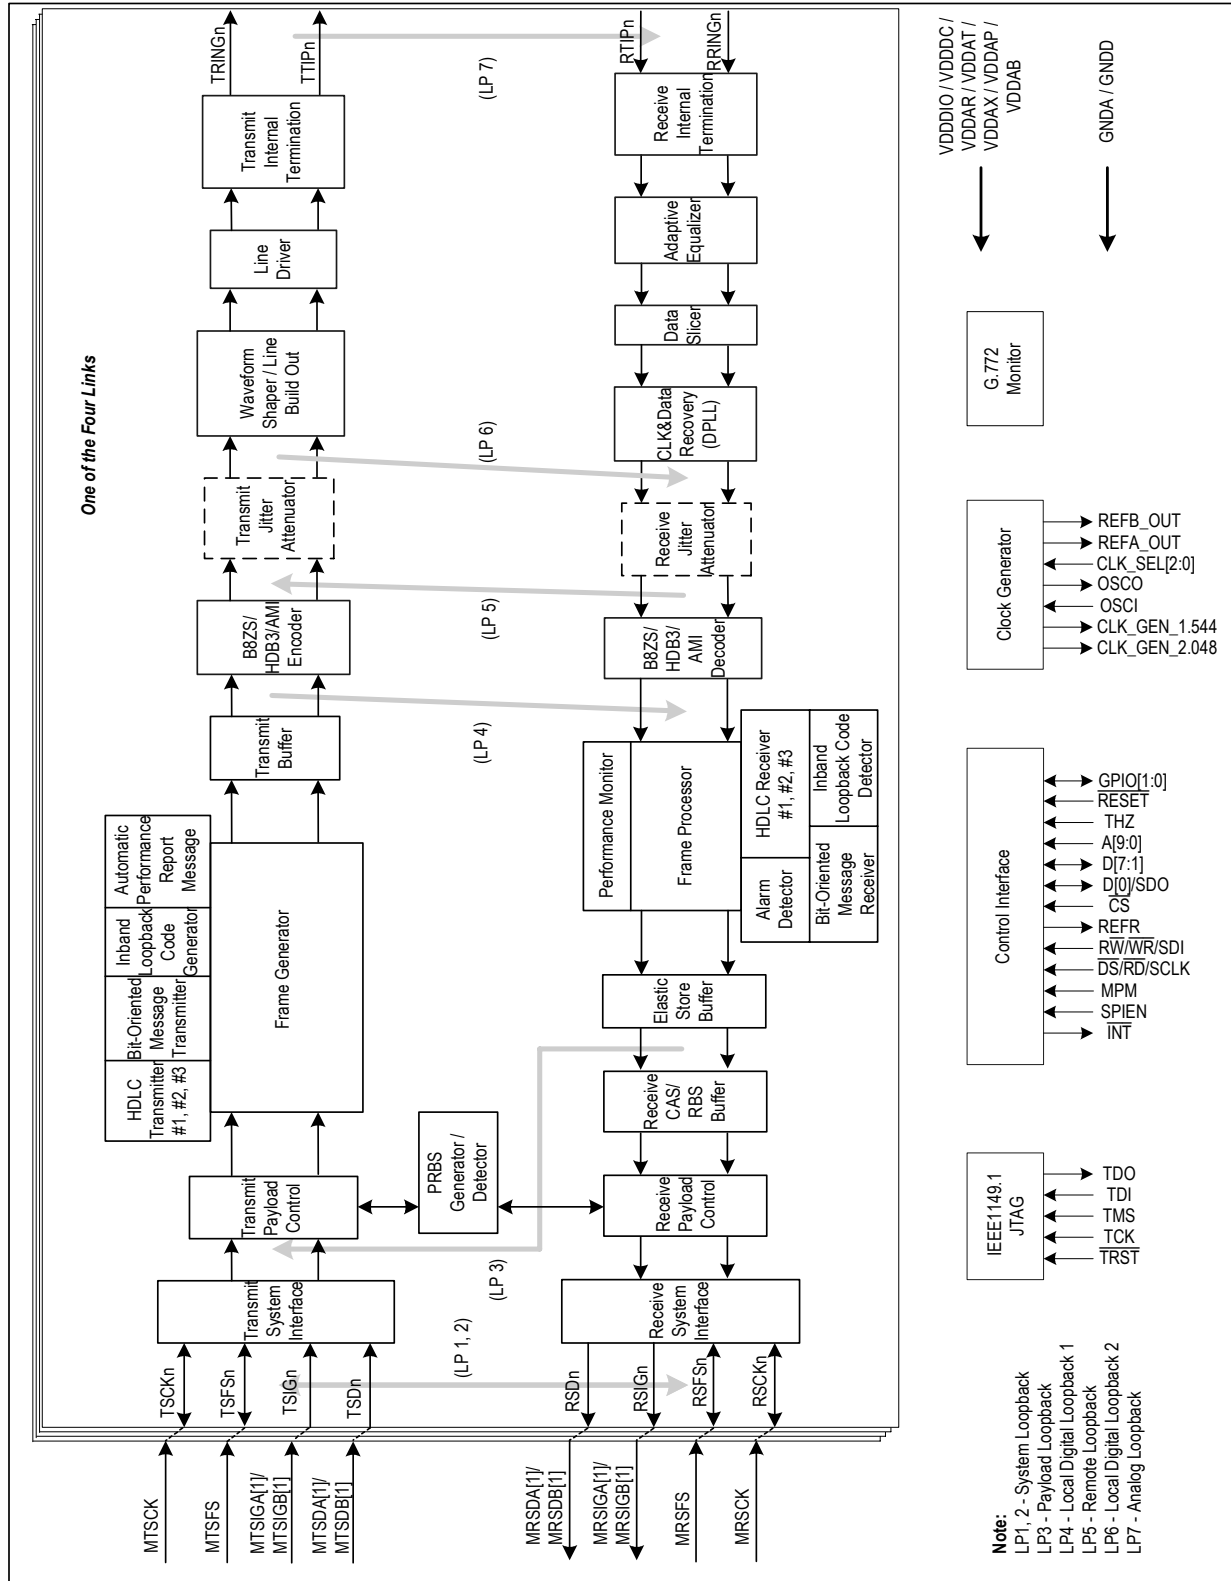 One of the Four Links
TRINGn
TTIPn
(LP 7)
RTIPn
RRINGn
VDDDIO / VDDDC /
VDDAR / VDDAT /
VDDAX / VDDAP /
VDDAB
GNDA / GNDD
Transmit
Internal
Termination
Receive
Internal
Termination
Line
Driver
Adaptive
Equalizer
Waveform
Shaper / Line
Build Out
Data
Slicer
G.772
Monitor
CLK&Data
Recovery
(DPLL)
(LP 6)
Transmit
Jitter
Attenuator
Receive
Jitter
Attenuator
(LP 5)
Clock Generator
REFB_OUT
REFA_OUT
CLK_SEL[2:0]
OSCO
OSCI
CLK_GEN_1.544
CLK_GEN_2.048
B8ZS/
HDB3/AMI
Encoder
B8ZS/
HDB3/
AMI
Decoder
(LP 4)
Transmit
Buffer
Performance Monitor
Frame Processor
HDLC Receiver
#1, #2, #3
Inband
Loopback Code
Detector
Alarm
Detector
Bit-Oriented
Message
Receiver
Automatic
Performance
Report
Message
Inband
Loopback
Code
Generator
Bit-Oriented
Message
Transmitter
HDLC
Transmitter
#1, #2, #3
Frame Generator
Control Interface
GPIO[1:0]
RESET
THZ
A[9:0]
D[7:1]
D[0]/SDO
CS
REFR
RW/WR/SDI
DS/RD/SCLK
MPM
SPIEN
INT
Elastic
Store
Buffer
Receive
CAS/
RBS
Buffer
Transmit
Payload
Control
PRBS
Generator /
Detector
Receive
Payload
Control
(LP 3)
IEEE1149.1
JTAG
TDO
TDI
TMS
TCK
TRST
Transmit
System
Interface
Receive
System
Interface
(LP 1, 2)
TSCKn
TSFSn
TSIGn
TSDn
RSDn
RSIGn
RSFSn
RSCKn
MTSCK
MTSFS
MTSIGA[1]/
MTSIGB[1]
MTSDA[1]/
MTSDB[1]
MRSDA[1]/
MRSDB[1]
MRSIGA[1]/
MRSIGB[1]
MRSFS
MRSCK
Note:
LP1, 2 - System Loopback
LP3 - Payload Loopback
LP4 - Local Digital Loopback 1
LP5 - Remote Loopback
LP6 - Local Digital Loopback 2
LP7 - Analog Loopback